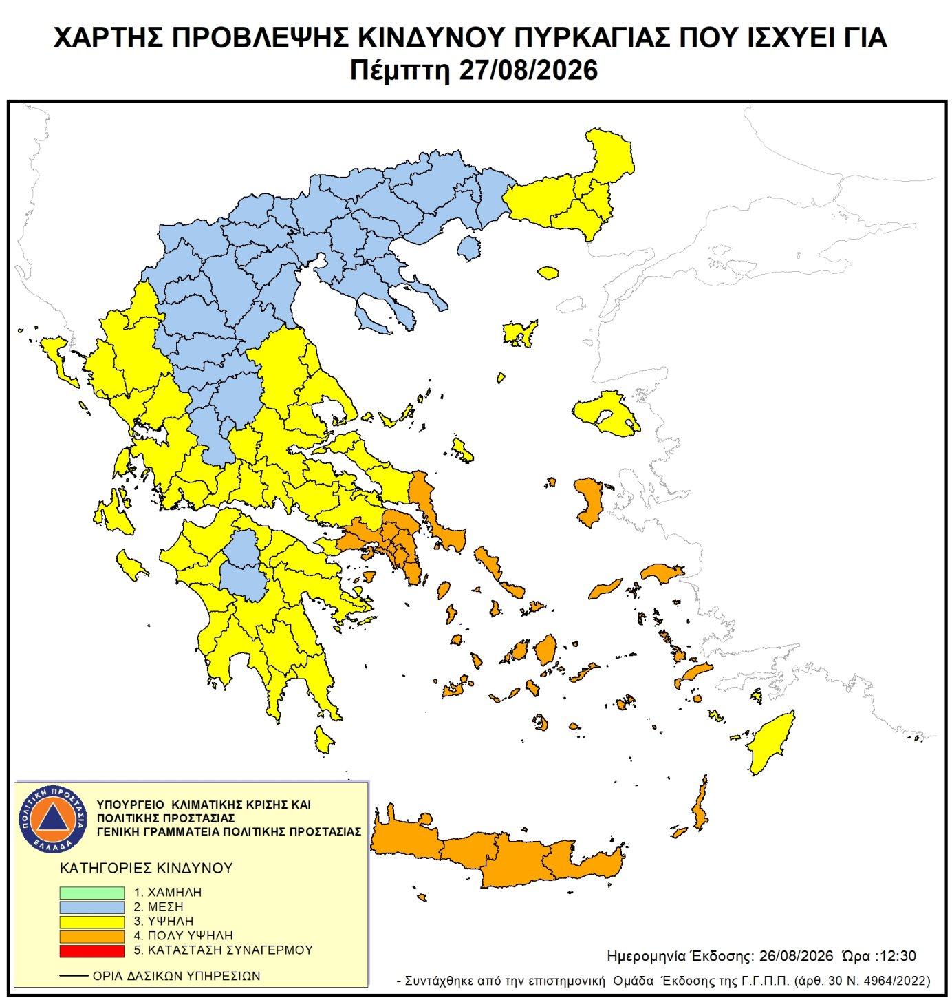 ΧΑΡΤΗΣ ΠΡΟΒΛΕΨΗΣ ΚΙΝΔΥΝΟΥ ΠΥΡΚΑΓΙΑΣ ΠΟΥ ΙΣΧΥΕΙ ΓΙΑ
Πέμπτη 27/08/2026
ΠΟΛΙΤΙΚΗ ΠΡΟΣΤΑΣΙΑ
ΕΛΛΑΔΑ
ΥΠΟΥΡΓΕΙΟ ΚΛΙΜΑΤΙΚΗΣ ΚΡΙΣΗΣ ΚΑΙ
ΠΟΛΙΤΙΚΗΣ ΠΡΟΣΤΑΣΙΑΣ
ΓΕΝΙΚΗ ΓΡΑΜΜΑΤΕΙΑ ΠΟΛΙΤΙΚΗΣ ΠΡΟΣΤΑΣΙΑΣ
ΚΑΤΗΓΟΡΙΕΣ ΚΙΝΔΥΝΟΥ
1. ΧΑΜΗΛΗ
2. ΜΕΣΗ
3. ΥΨΗΛΗ
4. ΠΟΛΥ ΥΨΗΛΗ
5. ΚΑΤΑΣΤΑΣΗ ΣΥΝΑΓΕΡΜΟΥ
ΟΡΙΑ ΔΑΣΙΚΩΝ ΥΠΗΡΕΣΙΩΝ
Ημερομηνία Έκδοσης: 26/08/2026 Ώρα :12:30
- Συντάχθηκε από την επιστημονική Ομάδα Έκδοσης της Γ.Γ.Π.Π. (άρθ. 30 Ν. 4964/2022)